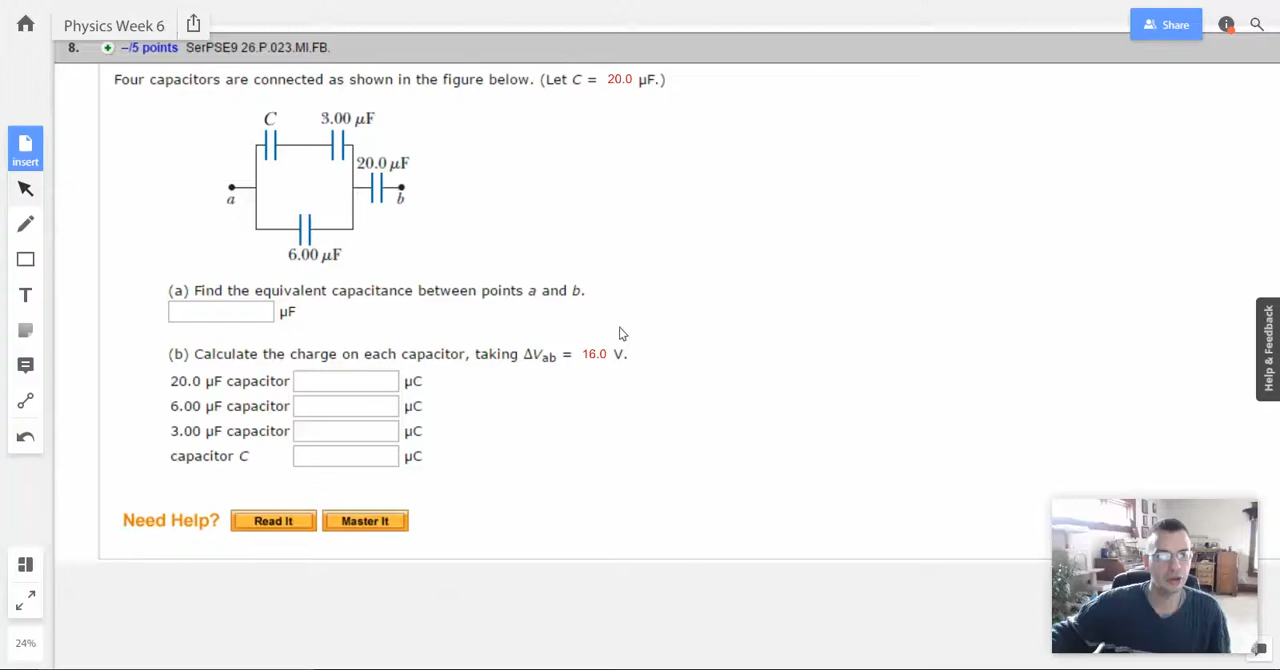 Physics Week 6
Share
8. –/5 points SerPSE9 26.P.023.MI.FB.
Four capacitors are connected as shown in the figure below. (Let C = 20.0 µF.)
C 3.00 µF
20.0 µF
a b
6.00 µF
(a) Find the equivalent capacitance between points a and b.
µF
(b) Calculate the charge on each capacitor, taking ΔVab = 16.0 V.
20.0 µF capacitor µC
6.00 µF capacitor µC
3.00 µF capacitor µC
capacitor C µC
Need Help? Read It Master It
insert
T
24%
Help & Feedback